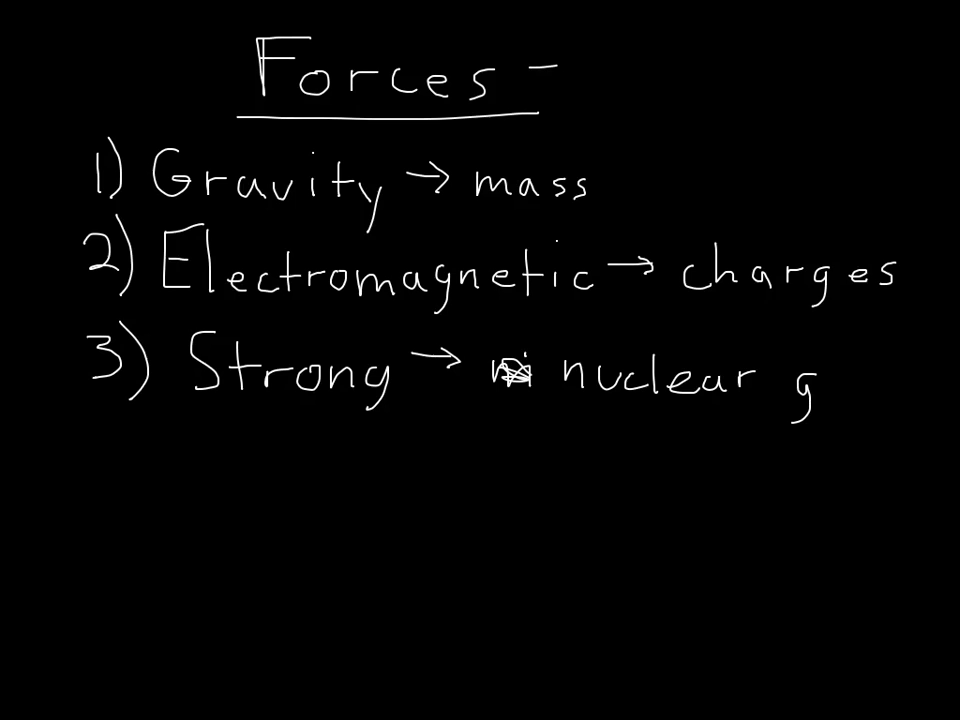 Forces -
1) Gravity → mass
2) Electromagnetic → charges
3) Strong → nuclear g